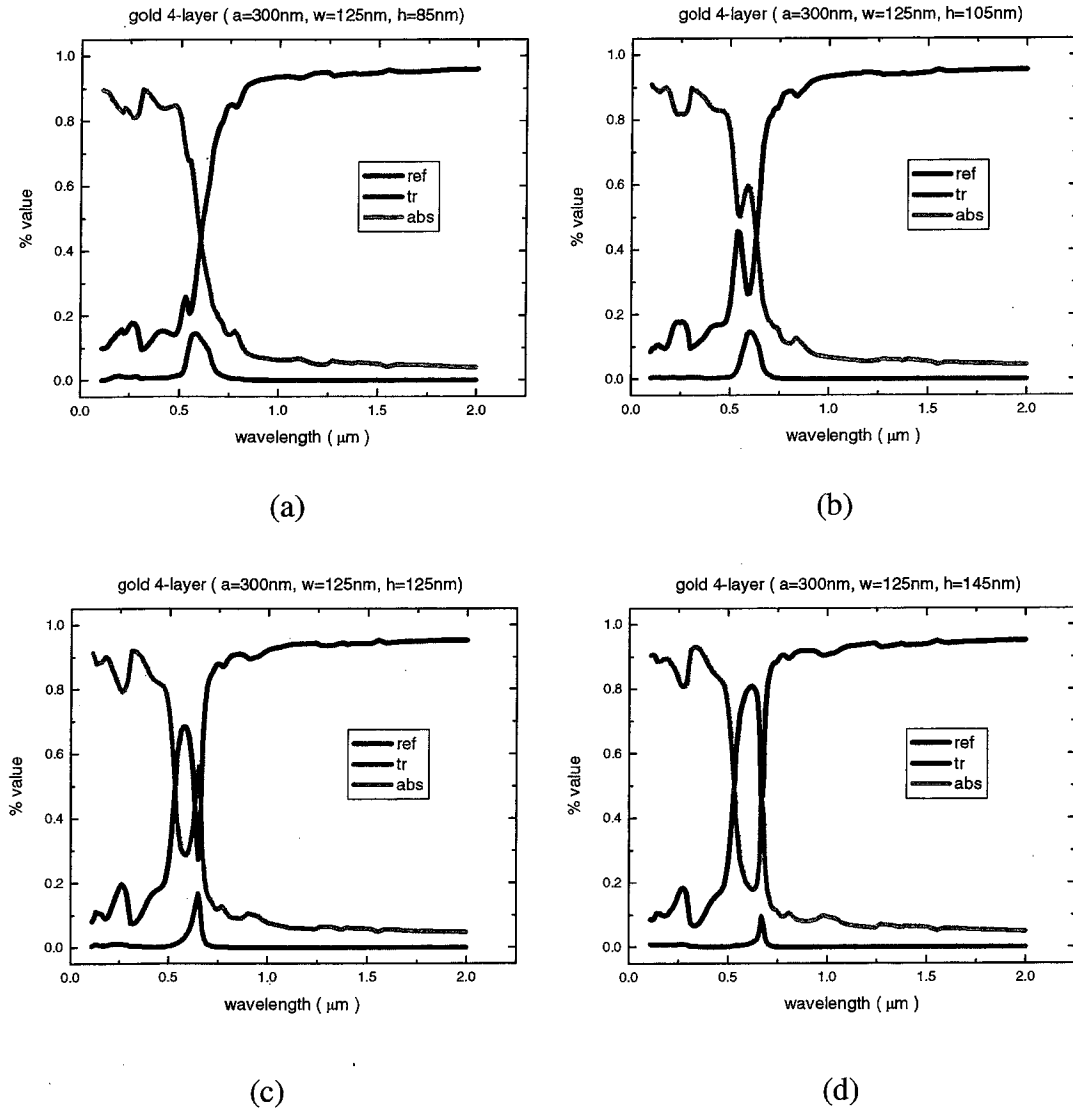 gold 4-layer ( a=300nm, w=125nm, h=85nm)
1.0
0.8
0.6
0.4
0.2
0.0
% value
ref
tr
abs
0.0 0.5 1.0 1.5 2.0
wavelength ( μm )
(a)
gold 4-layer ( a=300nm, w=125nm, h=105nm)
1.0
0.8
0.6
0.4
0.2
0.0
% value
ref
tr
abs
0.0 0.5 1.0 1.5 2.0
wavelength ( μm )
(b)
gold 4-layer ( a=300nm, w=125nm, h=125nm)
1.0
0.8
0.6
0.4
0.2
0.0
% value
ref
tr
abs
0.0 0.5 1.0 1.5 2.0
wavelength ( μm )
(c)
gold 4-layer ( a=300nm, w=125nm, h=145nm)
1.0
0.8
0.6
0.4
0.2
0.0
% value
ref
tr
abs
0.0 0.5 1.0 1.5 2.0
wavelength ( μm )
(d)